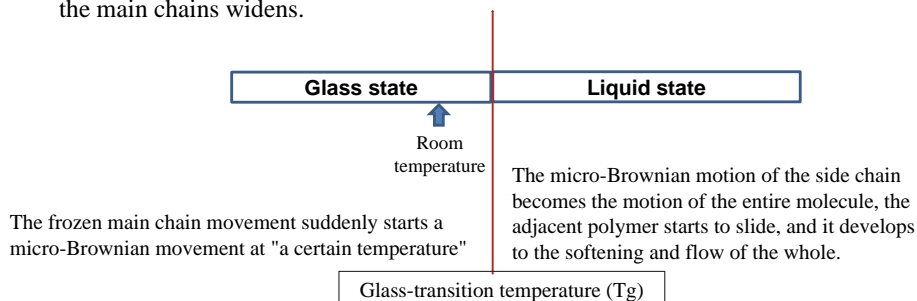 the main chains widens.
Glass state
Liquid state
Room
temperature
The micro-Brownian motion of the side chain
becomes the motion of the entire molecule, the
adjacent polymer starts to slide, and it develops
to the softening and flow of the whole.
The frozen main chain movement suddenly starts a
micro-Brownian movement at "a certain temperature"
Glass-transition temperature (Tg)